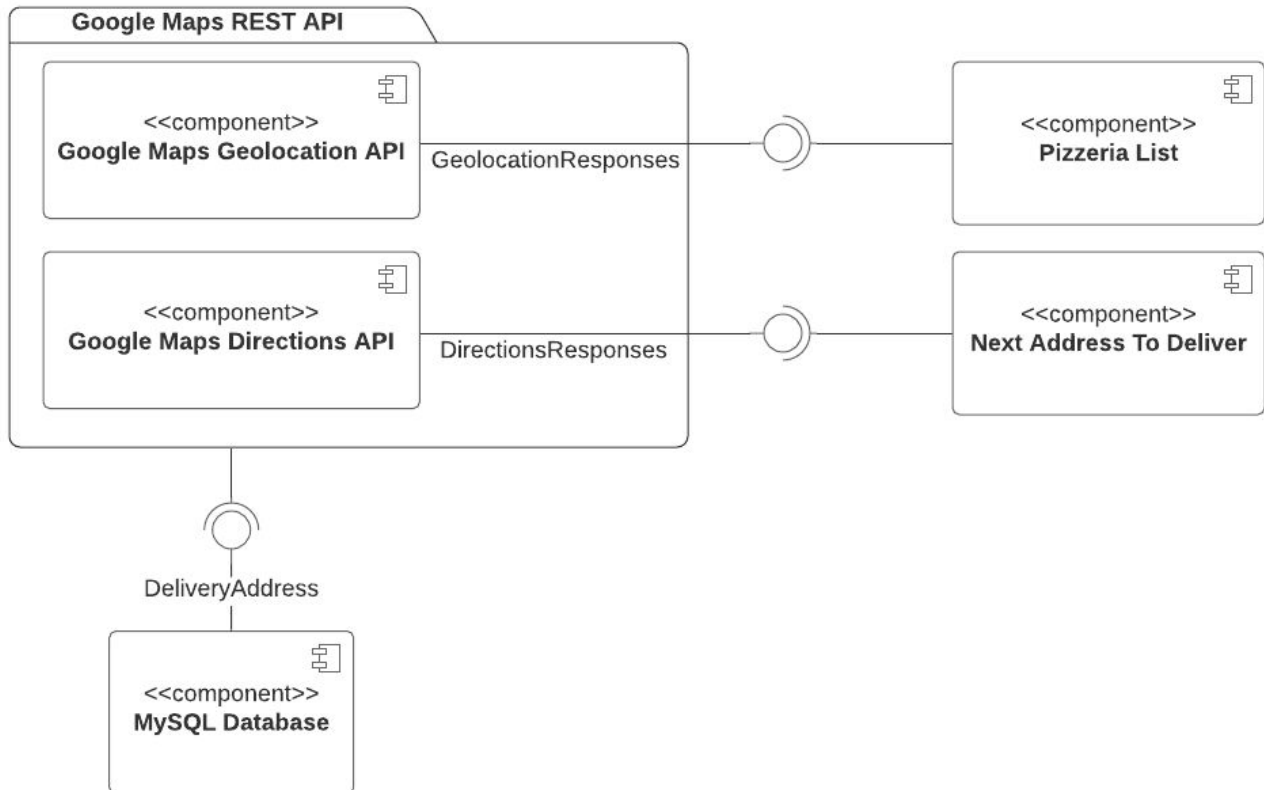 Google Maps REST API
<<component>>
Google Maps Geolocation API
GeolocationResponses
<<component>>
Pizzeria List
<<component>>
Google Maps Directions API
DirectionsResponses
<<component>>
Next Address To Deliver
DeliveryAddress
<<component>>
MySQL Database